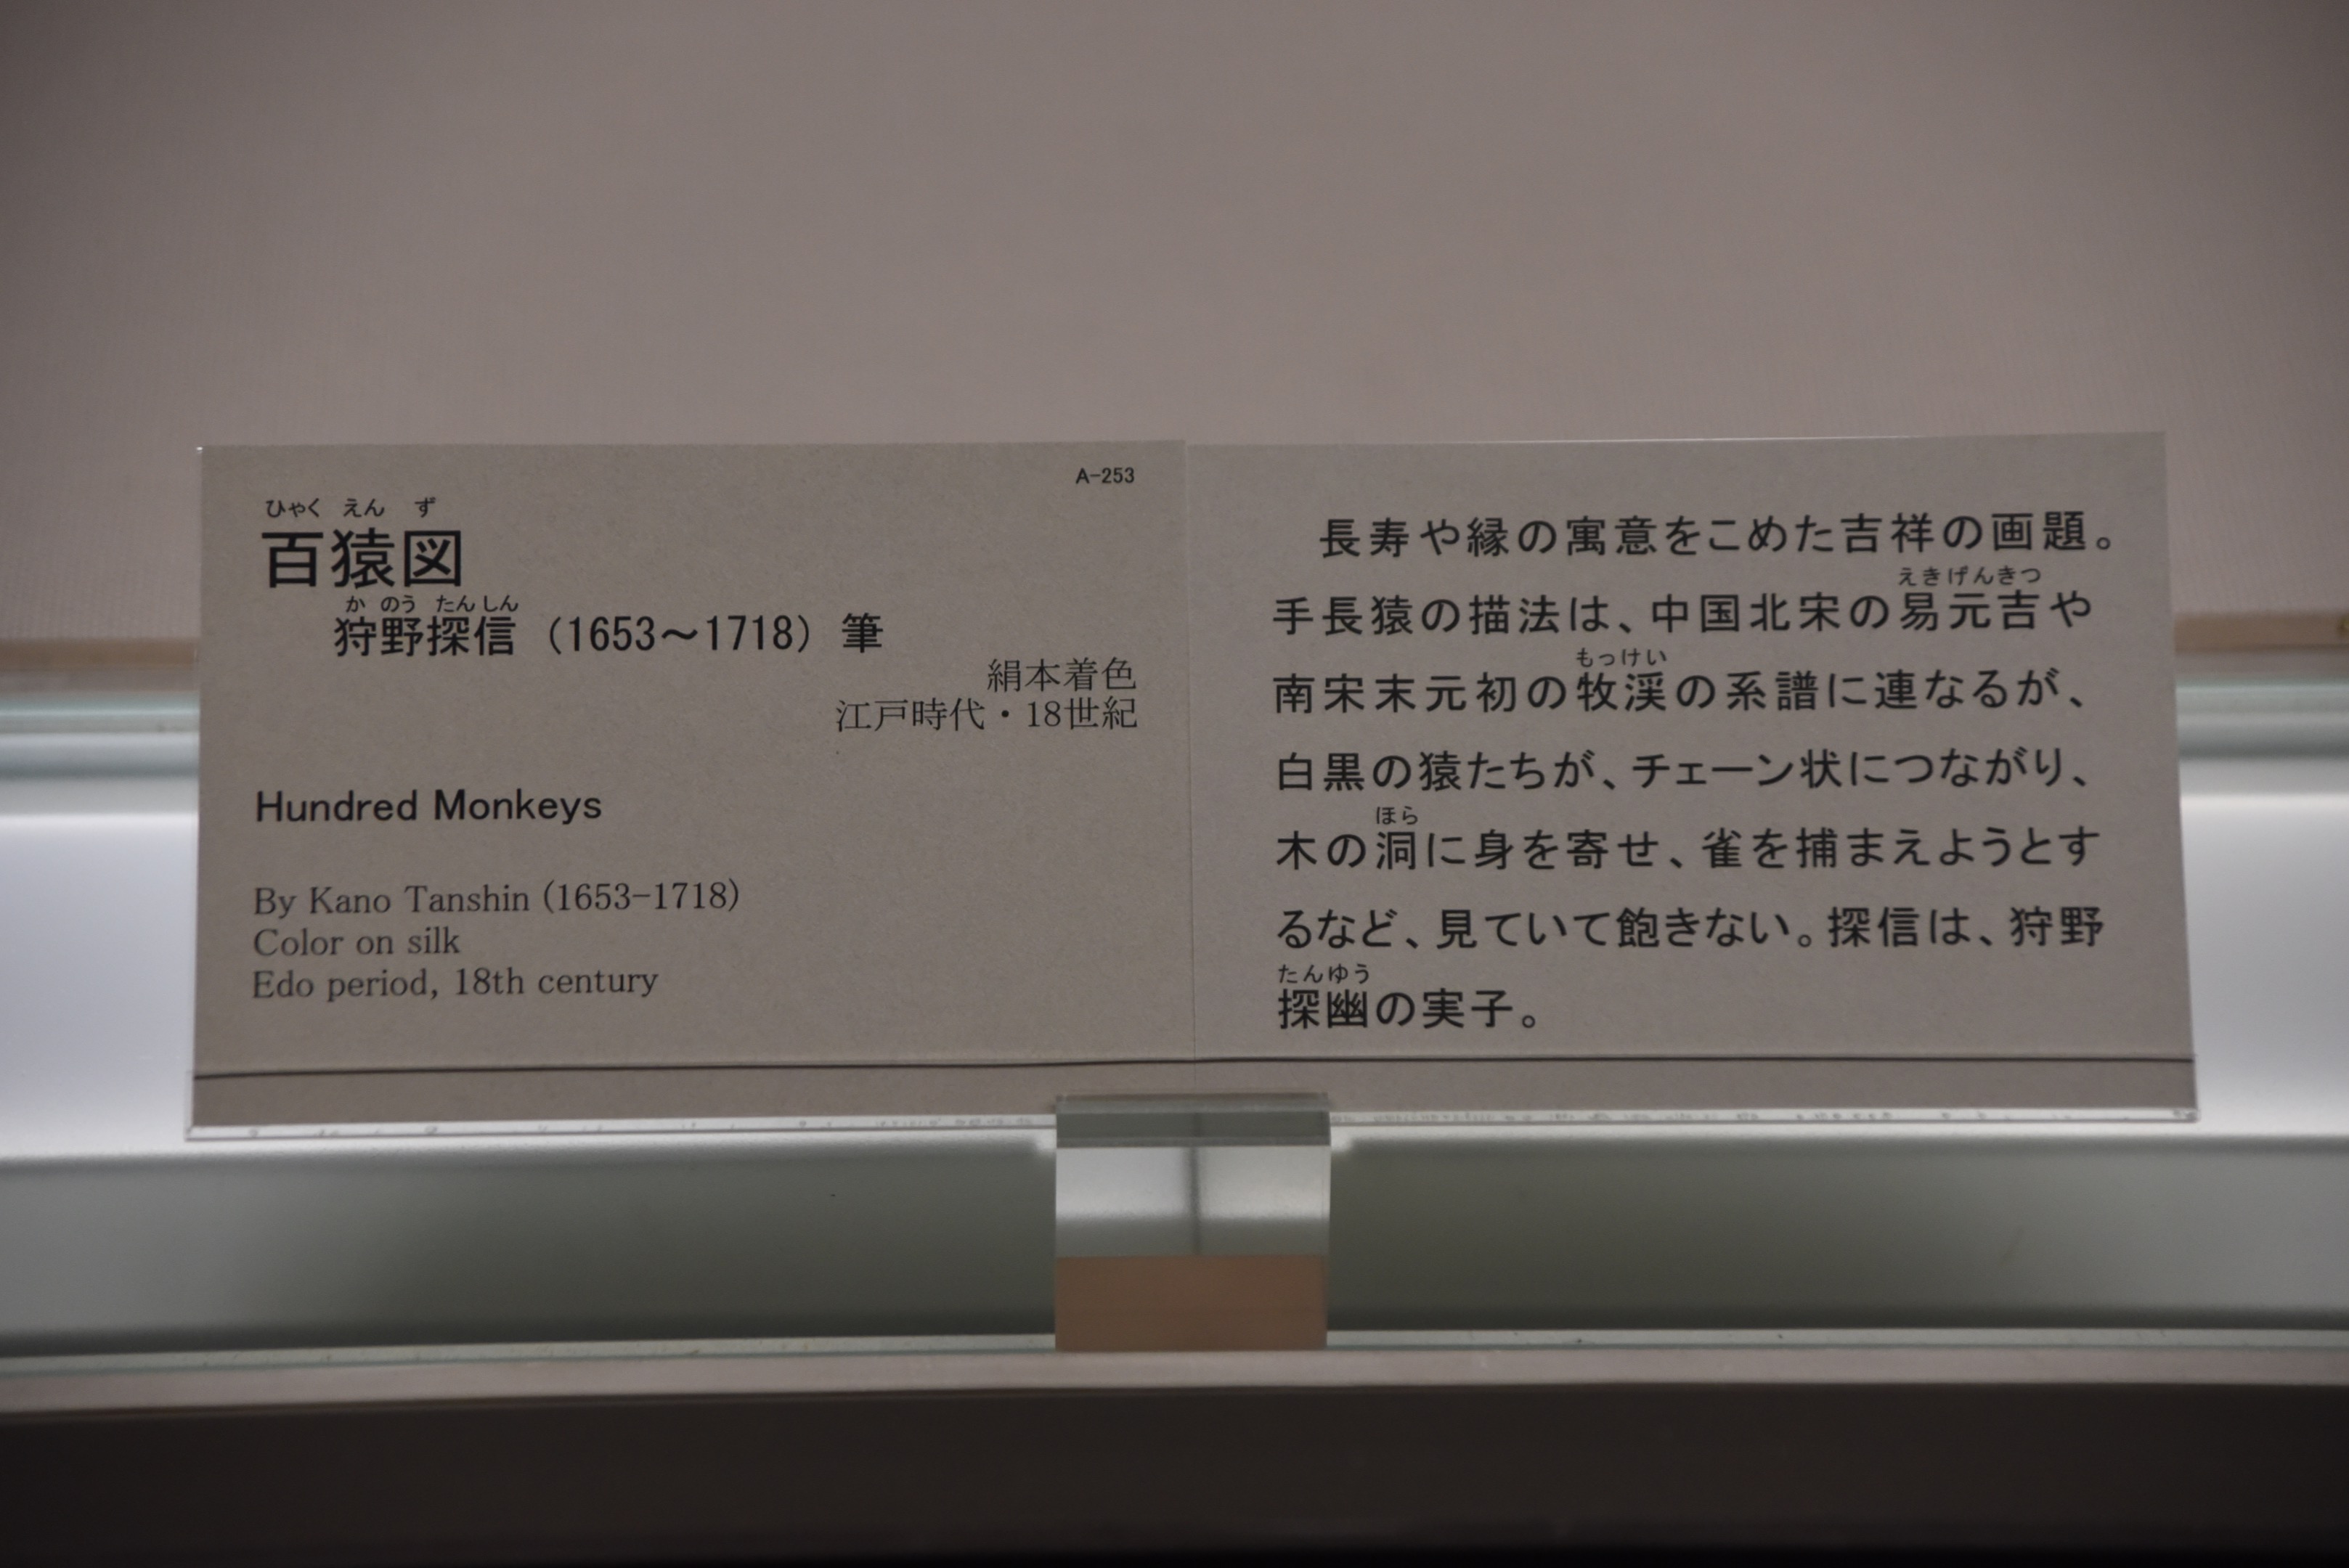 A-253
ひゃく えん ず
百猿図
か のう たんしん
狩野探信(1653~1718)筆
絹本着色
江戸時代・18世紀
Hundred Monkeys
By Kano Tanshin (1653-1718)
Color on silk
Edo period, 18th century
長寿や縁の寓意をこめた吉祥の画題。
えきげんきつ
手長猿の描法は、中国北宋の易元吉や
もっけい
南宋末元初の牧渓の系譜に連なるが、
白黒の猿たちが、チェーン状につながり、
ほら
木の洞に身を寄せ、雀を捕まえようとす
るなど、見ていて飽きない。探信は、狩野
たんゆう
探幽の実子。